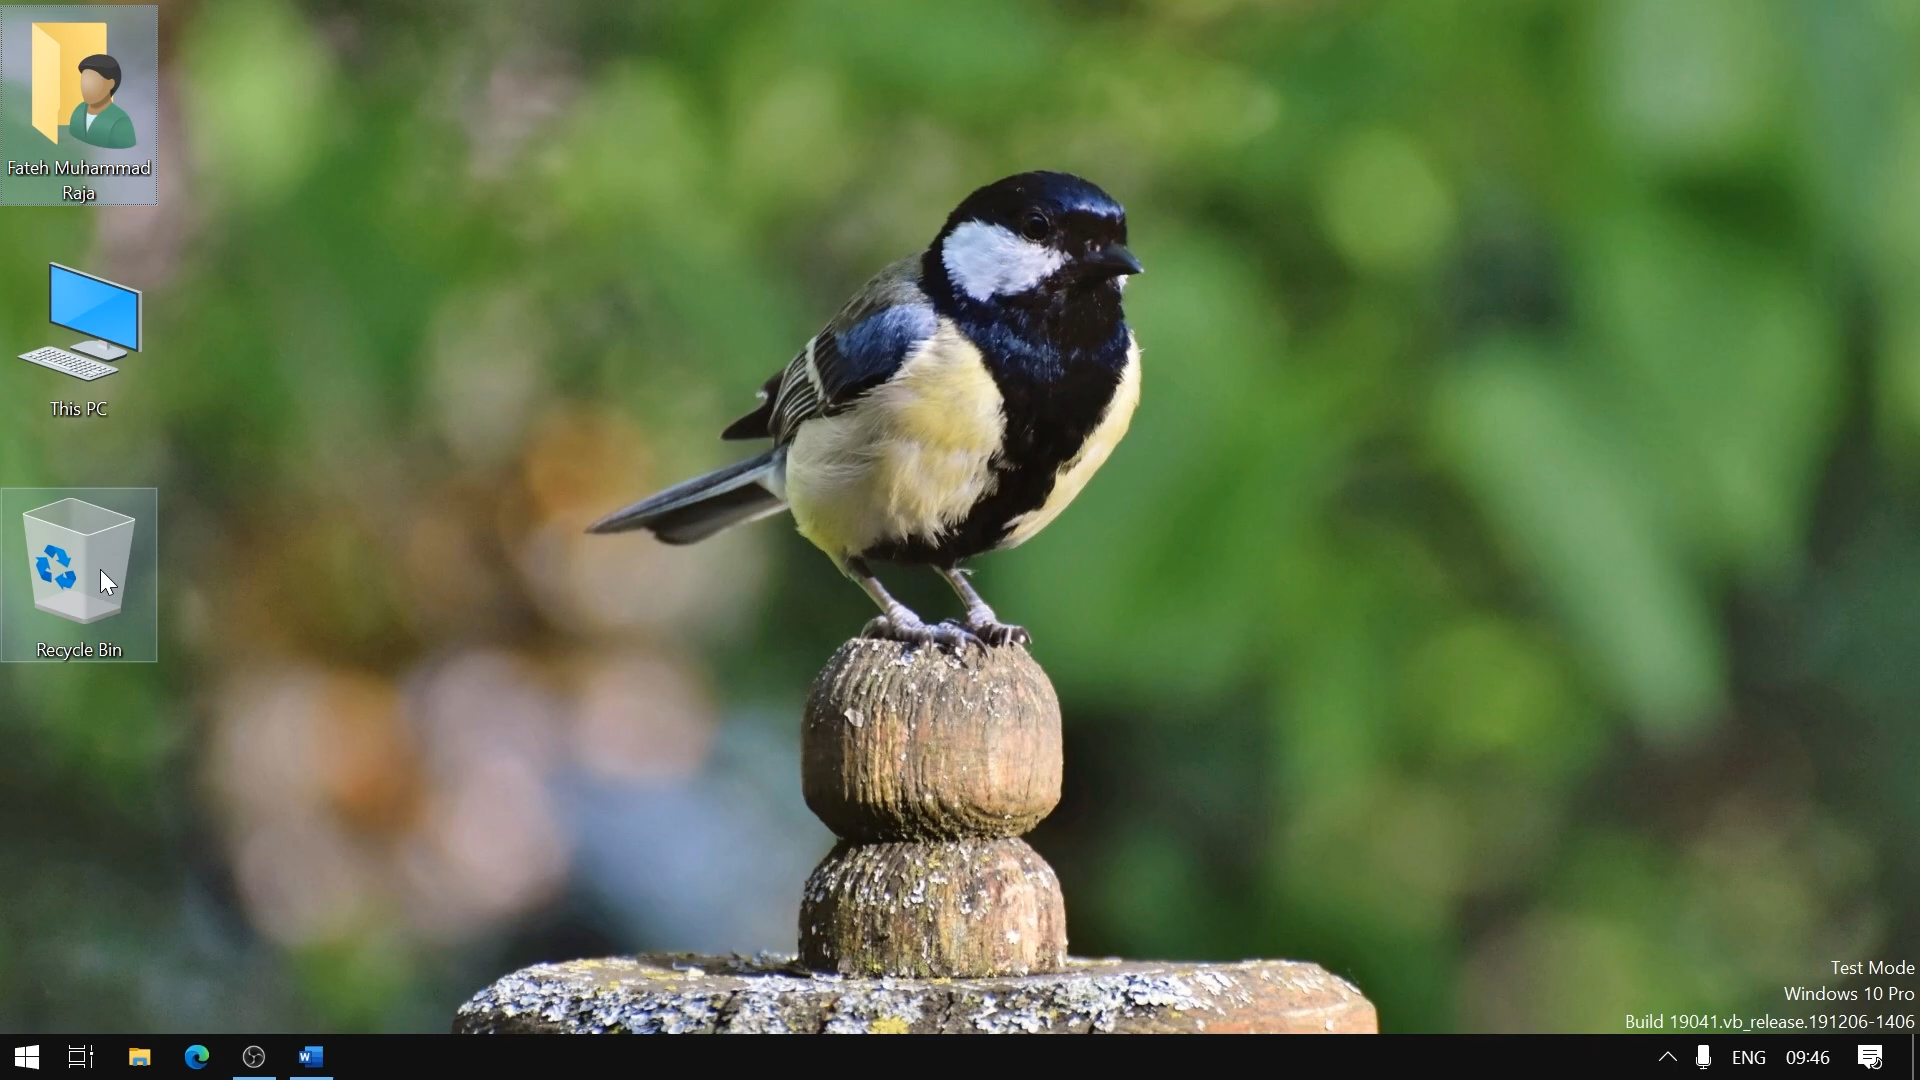 Fateh Muhammad
Raja
This PC
Recycle Bin
Test Mode
Windows 10 Pro
Build 19041.vb_release.191206-1406
W
ENG
09:46